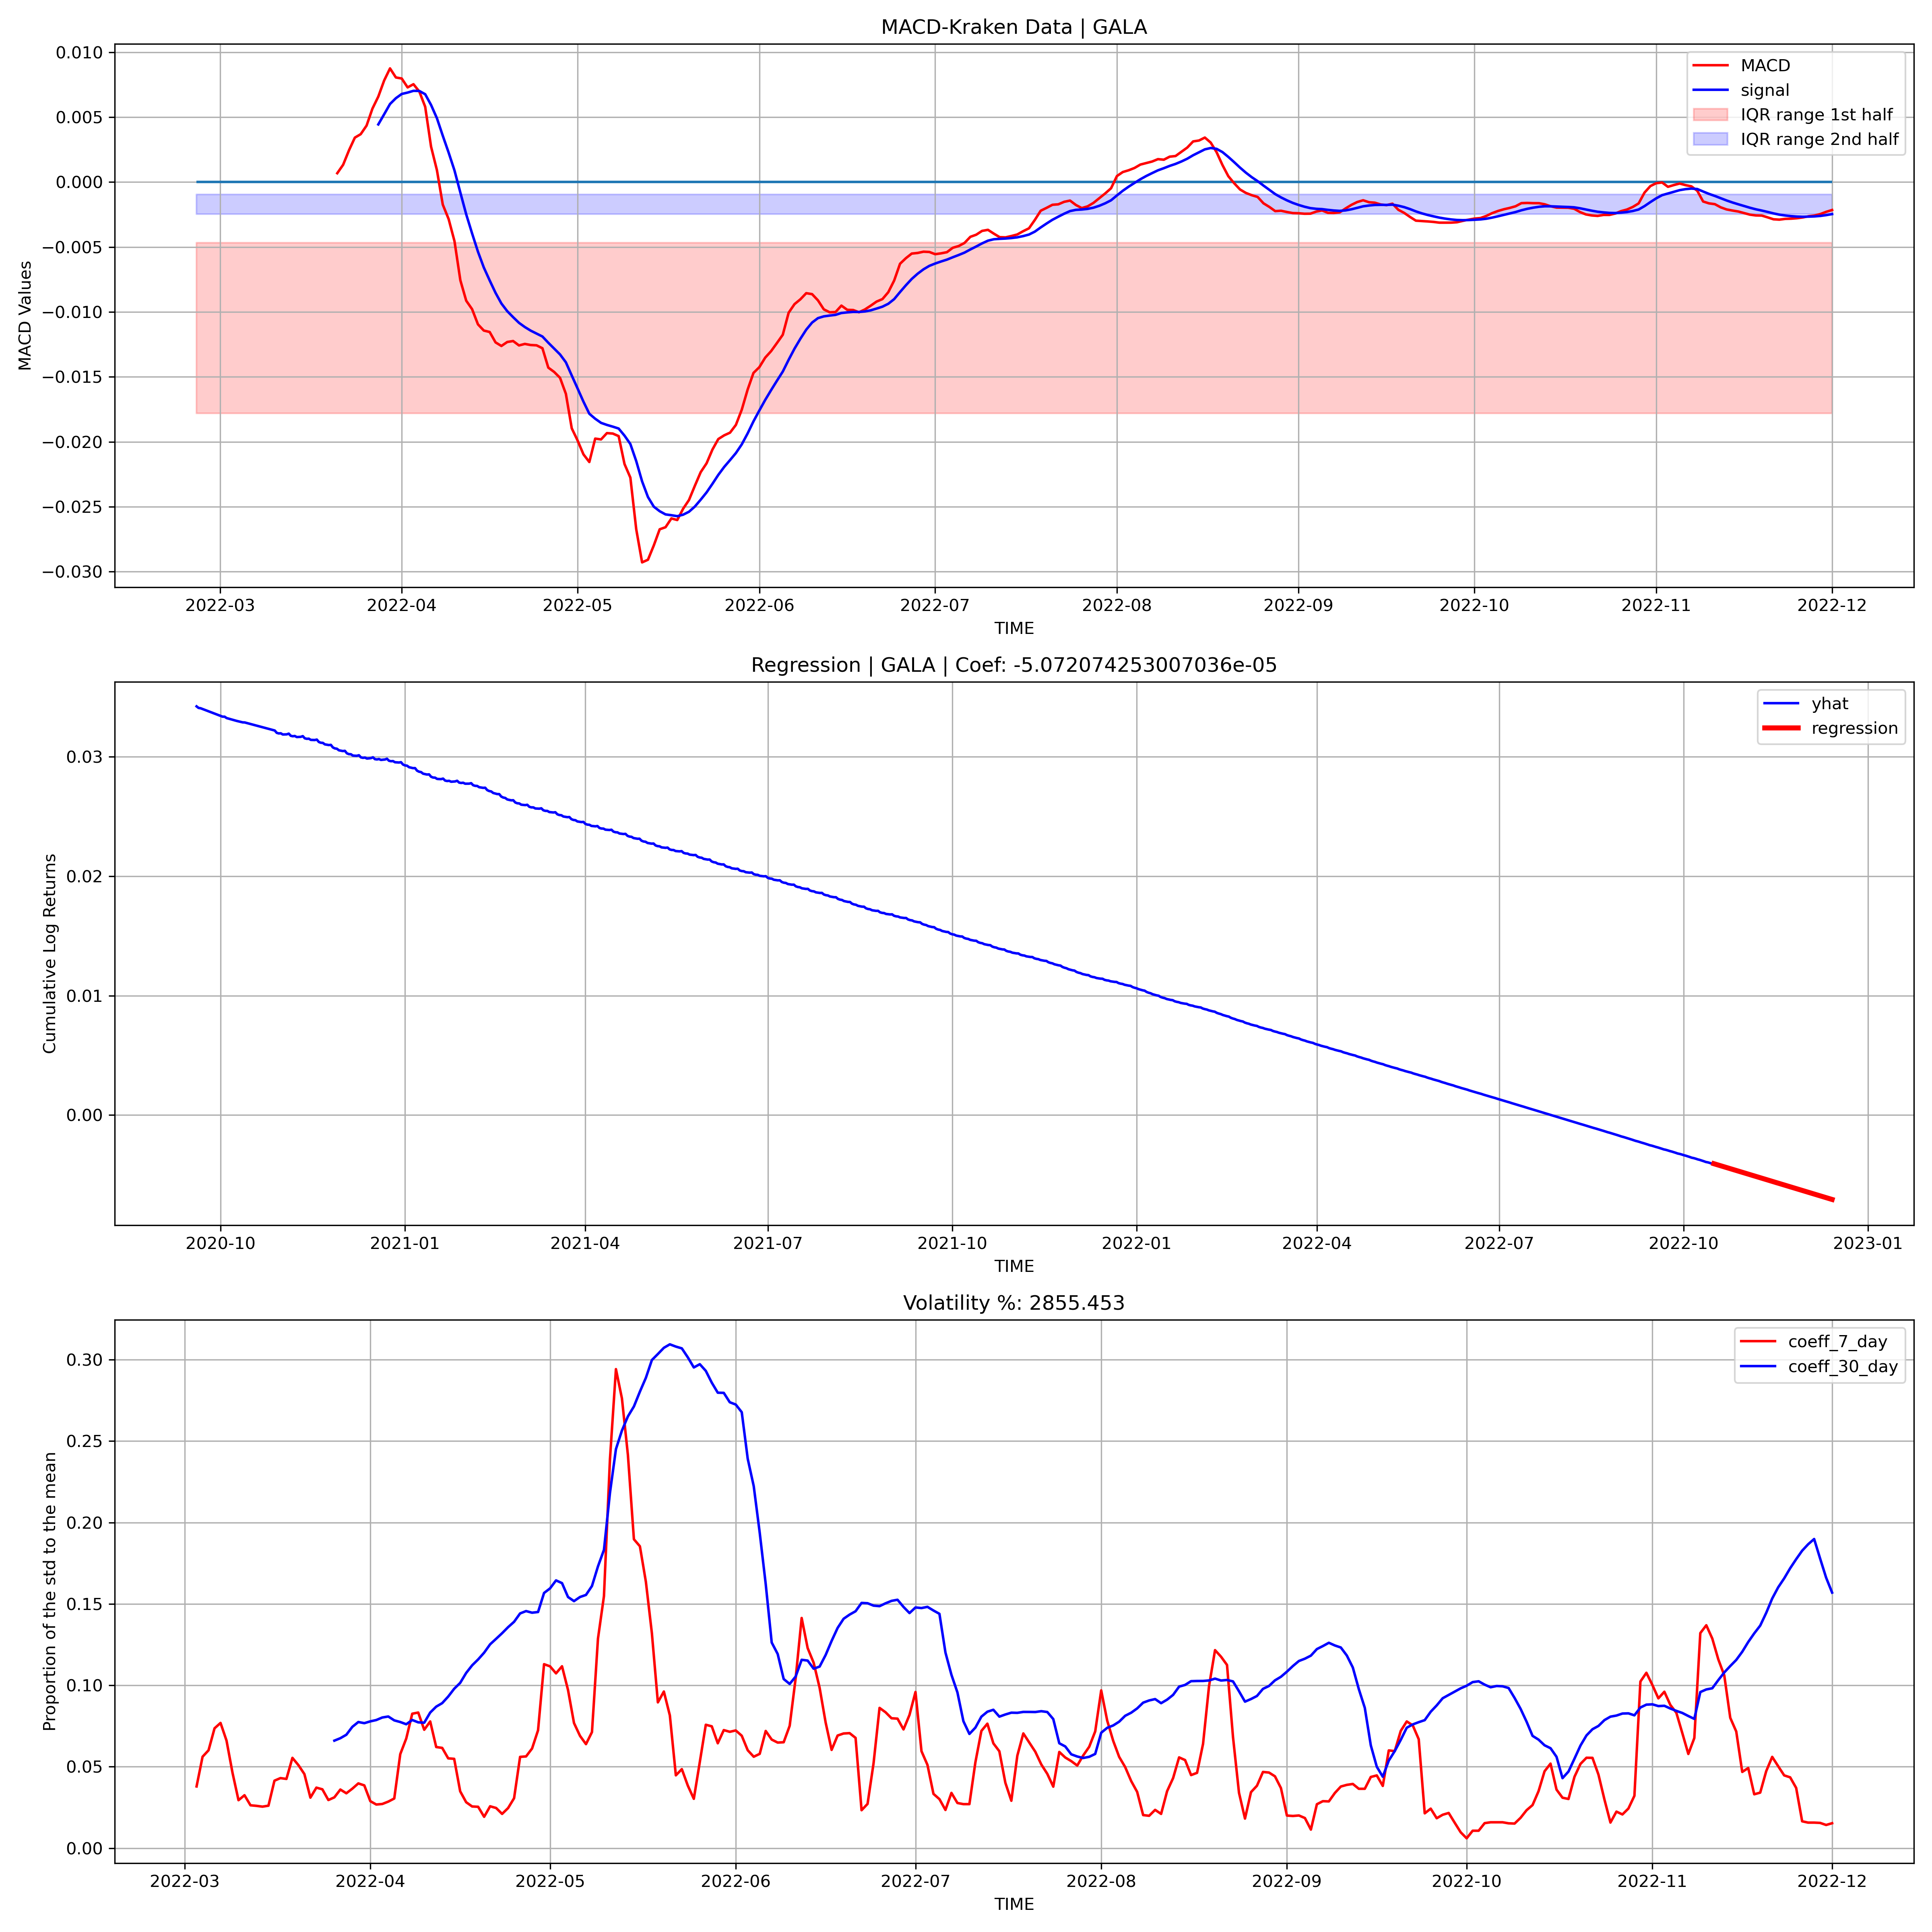 MACD-Kraken Data | GALA
MACD Values
0.010
0.005
0.000
−0.005
−0.010
−0.015
−0.020
−0.025
−0.030
MACD
signal
IQR range 1st half
IQR range 2nd half
2022-03 2022-04 2022-05 2022-06 2022-07 2022-08 2022-09 2022-10 2022-11 2022-12
TIME
Regression | GALA | Coef: -5.072074253007036e-05
Cumulative Log Returns
0.03
0.02
0.01
0.00
yhat
regression
2020-10 2021-01 2021-04 2021-07 2021-10 2022-01 2022-04 2022-07 2022-10 2023-01
TIME
Volatility %: 2855.453
Proportion of the std to the mean
0.30
0.25
0.20
0.15
0.10
0.05
0.00
coeff_7_day
coeff_30_day
2022-03 2022-04 2022-05 2022-06 2022-07 2022-08 2022-09 2022-10 2022-11 2022-12
TIME